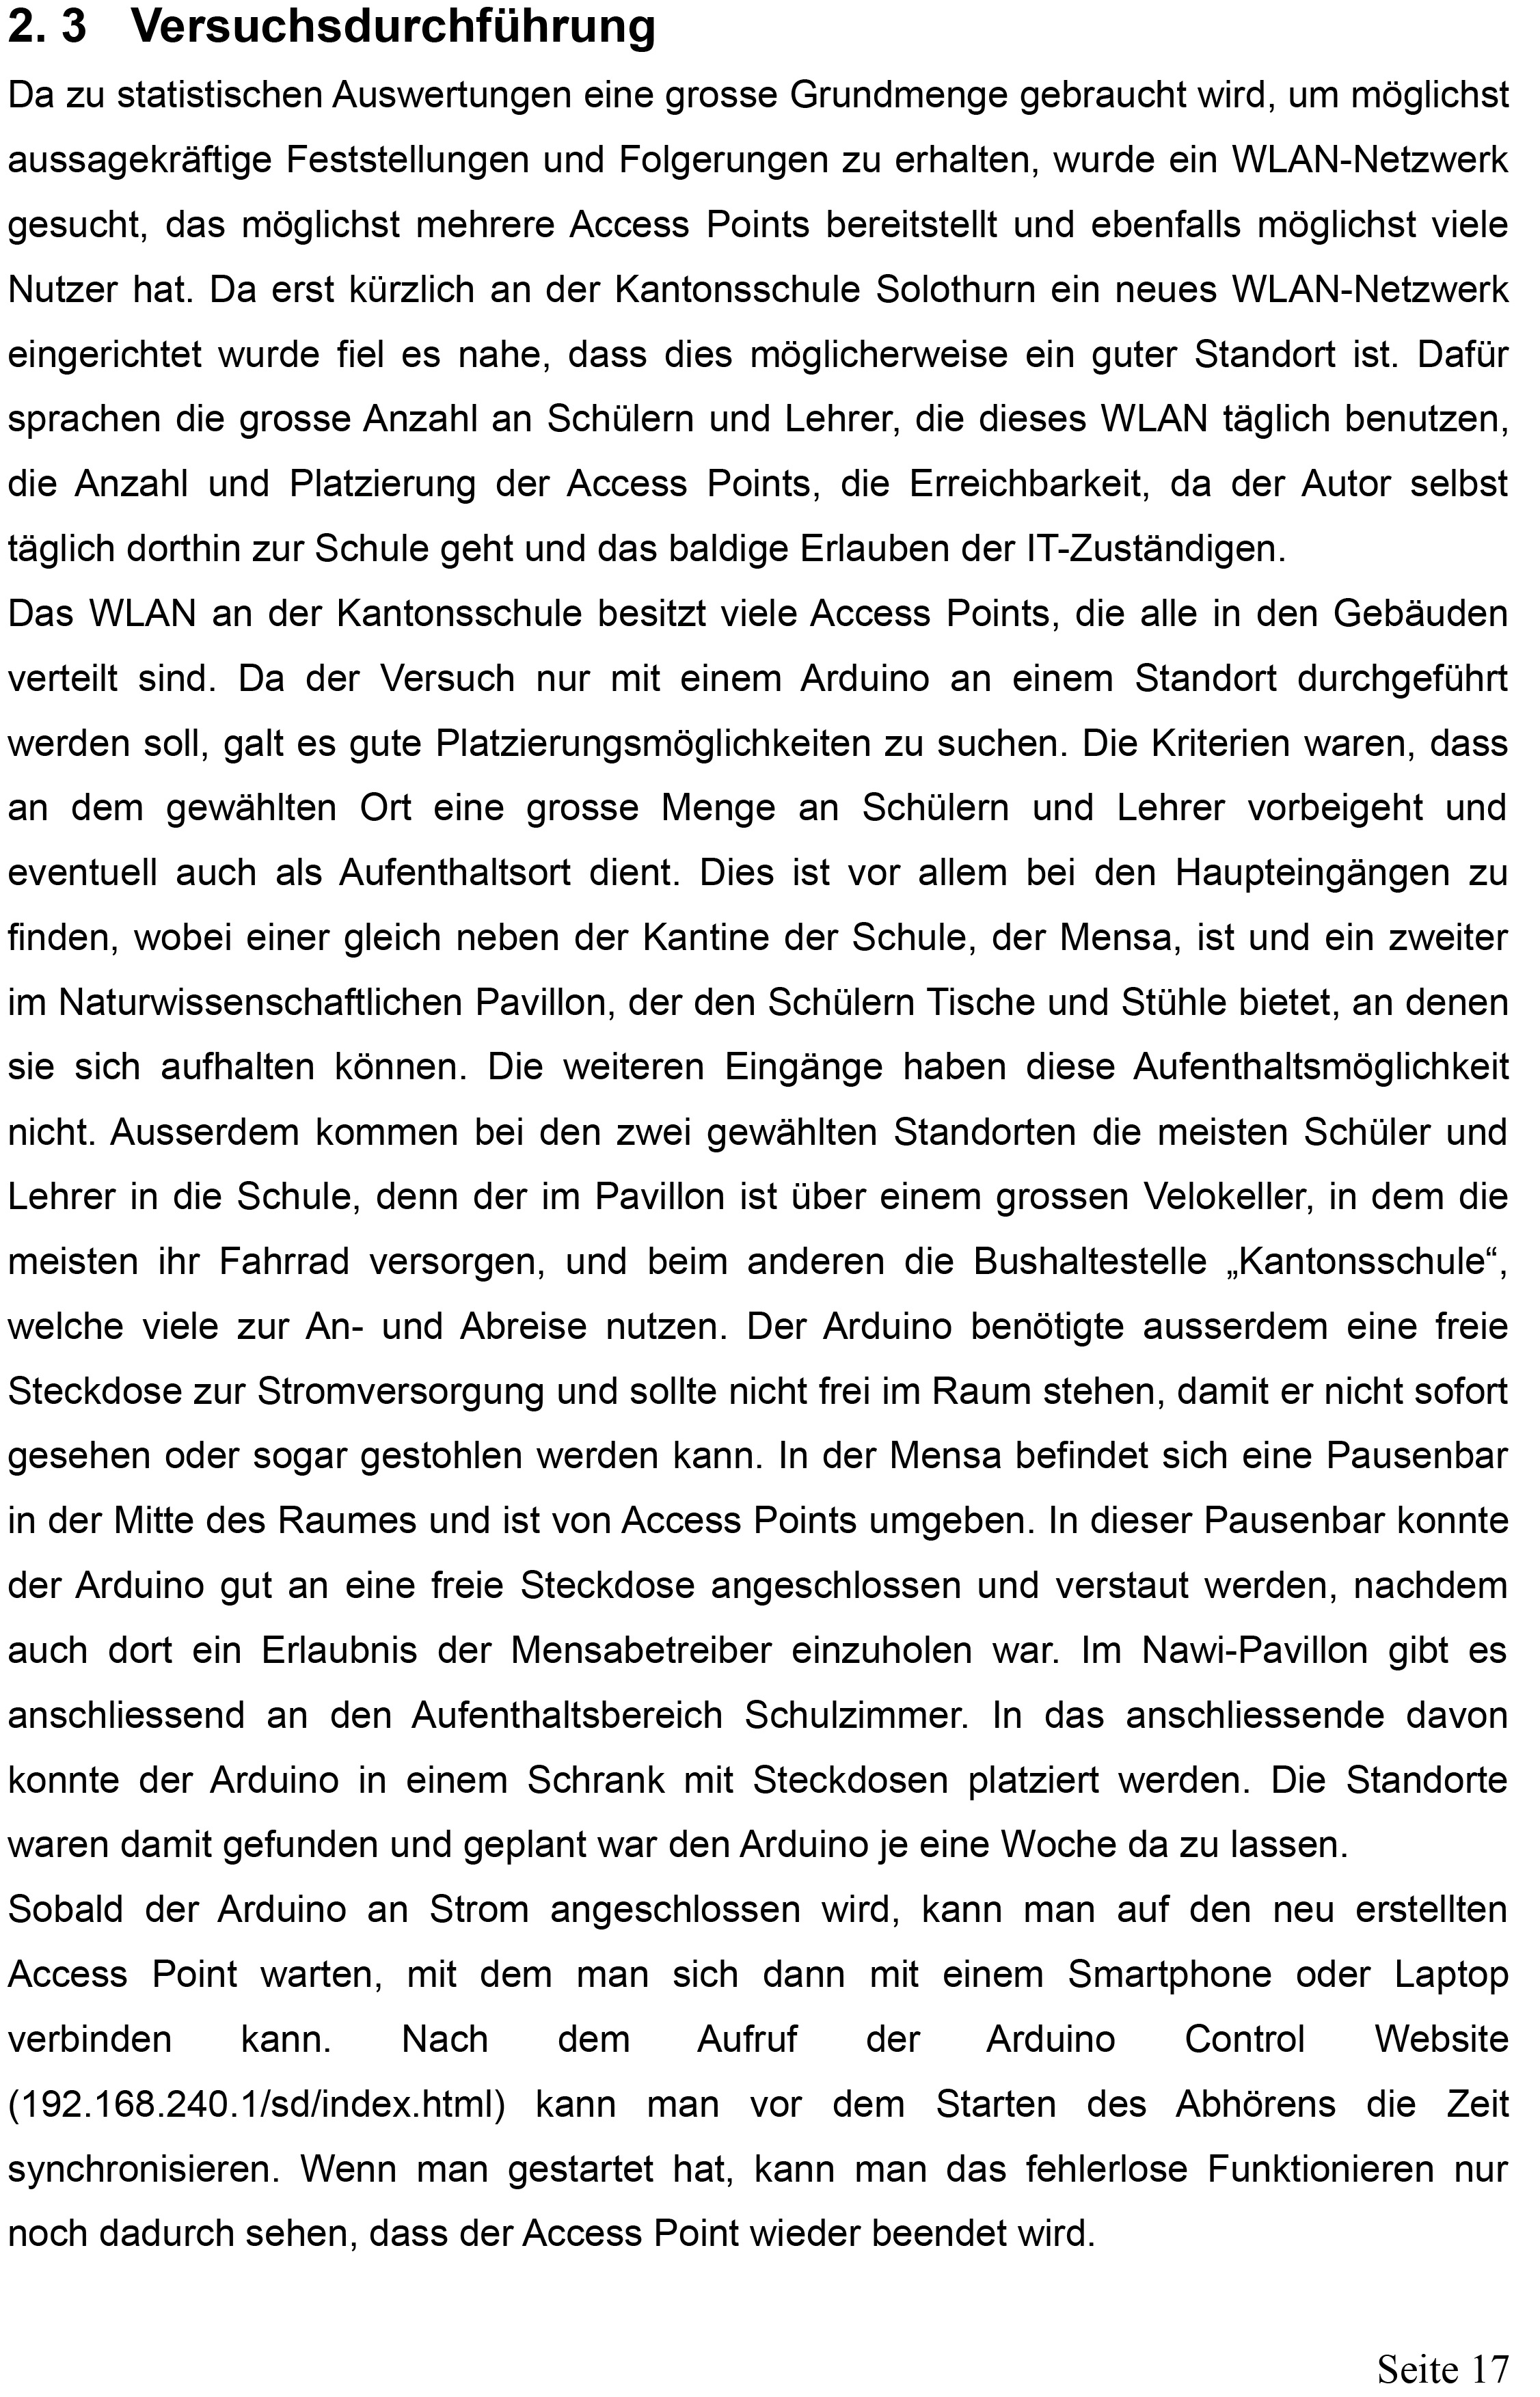 2. 3 Versuchsdurchführung
Da zu statistischen Auswertungen eine grosse Grundmenge gebraucht wird, um möglichst
aussagekräftige Feststellungen und Folgerungen zu erhalten, wurde ein WLAN-Netzwerk
gesucht, das möglichst mehrere Access Points bereitstellt und ebenfalls möglichst viele
Nutzer hat. Da erst kürzlich an der Kantonsschule Solothurn ein neues WLAN-Netzwerk
eingerichtet wurde fiel es nahe, dass dies möglicherweise ein guter Standort ist. Dafür
sprachen die grosse Anzahl an Schülern und Lehrer, die dieses WLAN täglich benutzen,
die Anzahl und Platzierung der Access Points, die Erreichbarkeit, da der Autor selbst
täglich dorthin zur Schule geht und das baldige Erlauben der IT-Zuständigen.
Das WLAN an der Kantonsschule besitzt viele Access Points, die alle in den Gebäuden
verteilt sind. Da der Versuch nur mit einem Arduino an einem Standort durchgeführt
werden soll, galt es gute Platzierungsmöglichkeiten zu suchen. Die Kriterien waren, dass
an dem gewählten Ort eine grosse Menge an Schülern und Lehrer vorbeigeht und
eventuell auch als Aufenthaltsort dient. Dies ist vor allem bei den Haupteingängen zu
finden, wobei einer gleich neben der Kantine der Schule, der Mensa, ist und ein zweiter
im Naturwissenschaftlichen Pavillon, der den Schülern Tische und Stühle bietet, an denen
sie sich aufhalten können. Die weiteren Eingänge haben diese Aufenthaltsmöglichkeit
nicht. Ausserdem kommen bei den zwei gewählten Standorten die meisten Schüler und
Lehrer in die Schule, denn der im Pavillon ist über einem grossen Velokeller, in dem die
meisten ihr Fahrrad versorgen, und beim anderen die Bushaltestelle „Kantonsschule“,
welche viele zur An- und Abreise nutzen. Der Arduino benötigte ausserdem eine freie
Steckdose zur Stromversorgung und sollte nicht frei im Raum stehen, damit er nicht sofort
gesehen oder sogar gestohlen werden kann. In der Mensa befindet sich eine Pausenbar
in der Mitte des Raumes und ist von Access Points umgeben. In dieser Pausenbar konnte
der Arduino gut an eine freie Steckdose angeschlossen und verstaut werden, nachdem
auch dort ein Erlaubnis der Mensabetreiber einzuholen war. Im Nawi-Pavillon gibt es
anschliessend an den Aufenthaltsbereich Schulzimmer. In das anschliessende davon
konnte der Arduino in einem Schrank mit Steckdosen platziert werden. Die Standorte
waren damit gefunden und geplant war den Arduino je eine Woche da zu lassen.
Sobald der Arduino an Strom angeschlossen wird, kann man auf den neu erstellten
Access Point warten, mit dem man sich dann mit einem Smartphone oder Laptop
verbinden kann. Nach dem Aufruf der Arduino Control Website
(192.168.240.1/sd/index.html) kann man vor dem Starten des Abhörens die Zeit
synchronisieren. Wenn man gestartet hat, kann man das fehlerlose Funktionieren nur
noch dadurch sehen, dass der Access Point wieder beendet wird.
Seite 17